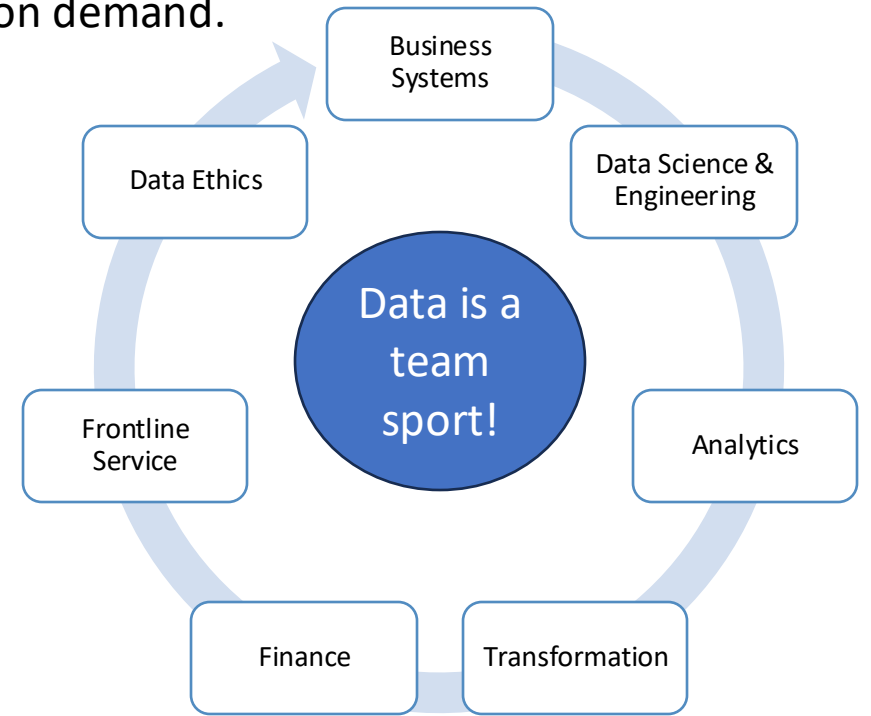 on demand.
Business
Systems
Data Science &
Engineering
Analytics
Transformation
Finance
Frontline
Service
Data Ethics
Data is a
team
sport!